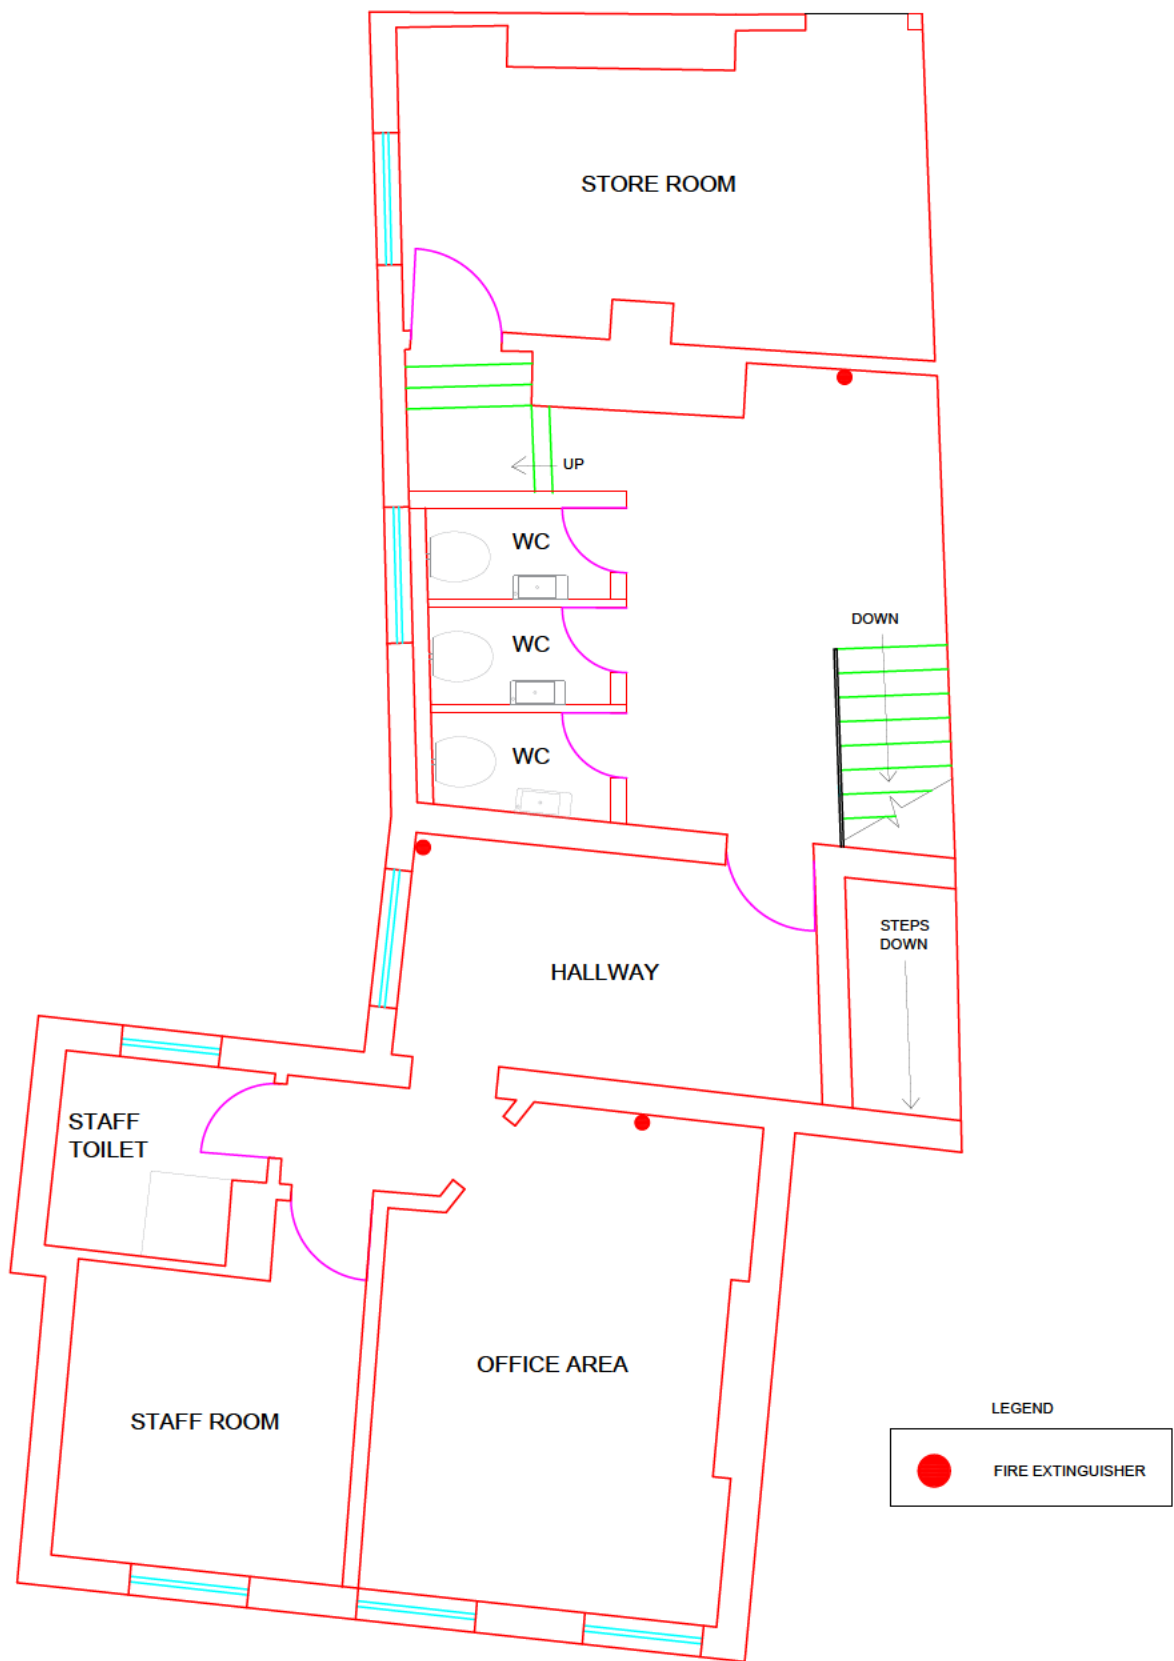 STORE ROOM
UP
WC
WC
DOWN
WC
STEPS
DOWN
HALLWAY
STAFF
TOILET
OFFICE AREA
STAFF ROOM
LEGEND
FIRE EXTINGUISHER